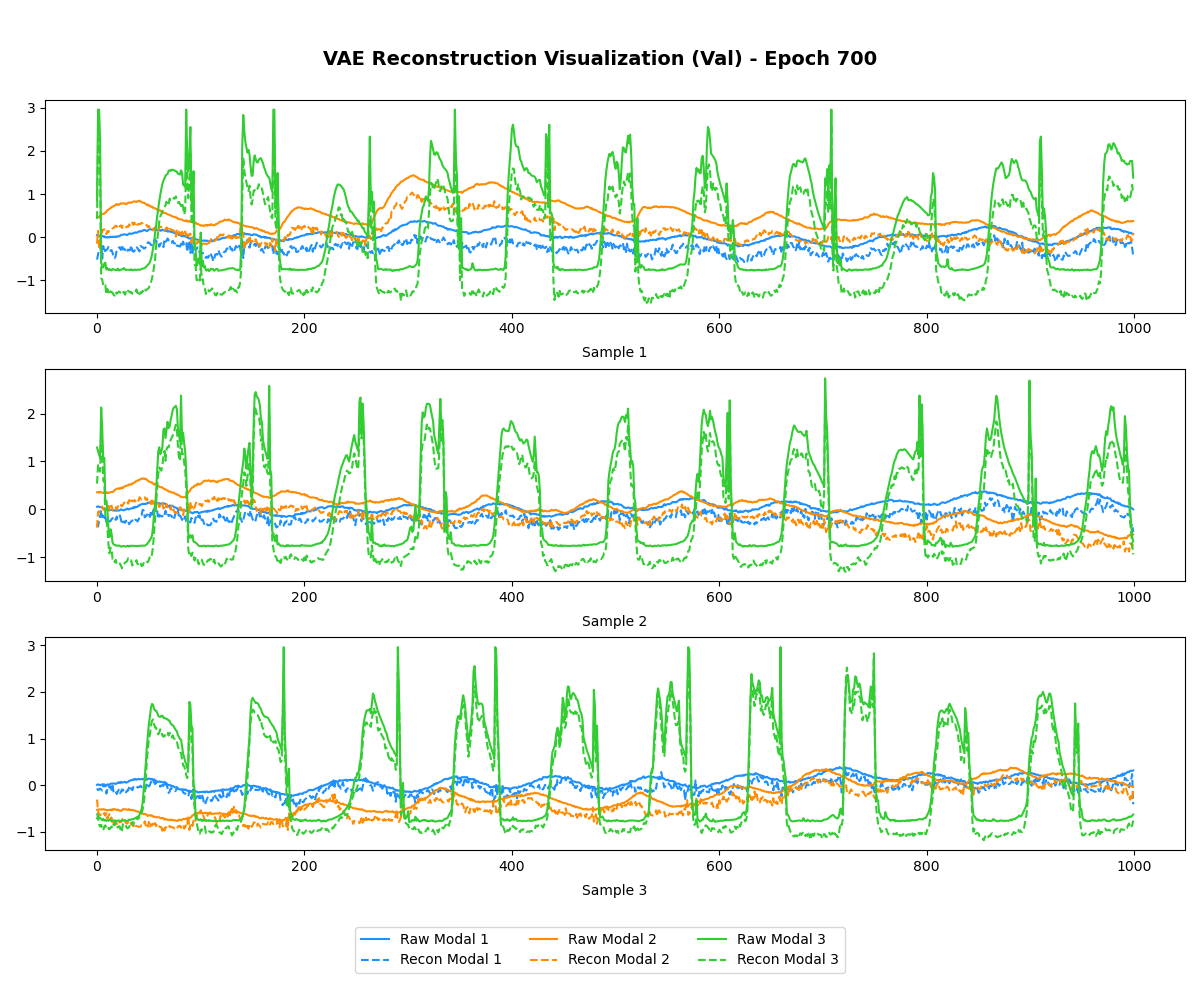 VAE Reconstruction Visualization (Val) - Epoch 700
3
2
1
0
−1
0 200 400 600 800 1000
Sample 1
2
1
0
−1
0 200 400 600 800 1000
Sample 2
3
2
1
0
−1
0 200 400 600 800 1000
Sample 3
Raw Modal 1 Raw Modal 2 Raw Modal 3
Recon Modal 1 Recon Modal 2 Recon Modal 3